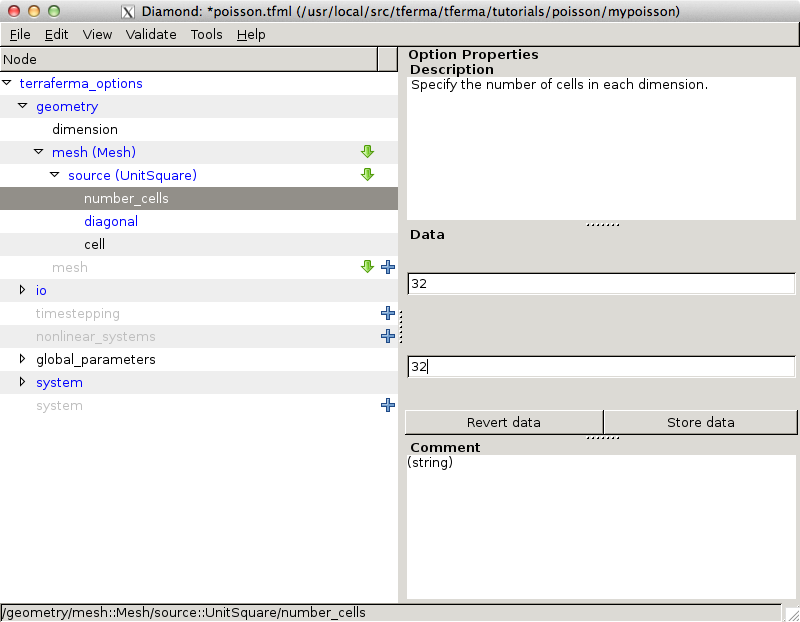 Diamond: *poisson.tfml (/usr/local/src/tferma/tferma/tutorials/poisson/mypoisson)
File Edit View Validate Tools Help
Node
terraferma_options
geometry
dimension
mesh (Mesh)
source (UnitSquare)
number_cells
diagonal
cell
mesh
io
timestepping
nonlinear_systems
global_parameters
system
system
Option Properties
Description
Specify the number of cells in each dimension.
Data
32
32
Revert data Store data
Comment
(string)
/geometry/mesh::Mesh/source::UnitSquare/number_cells